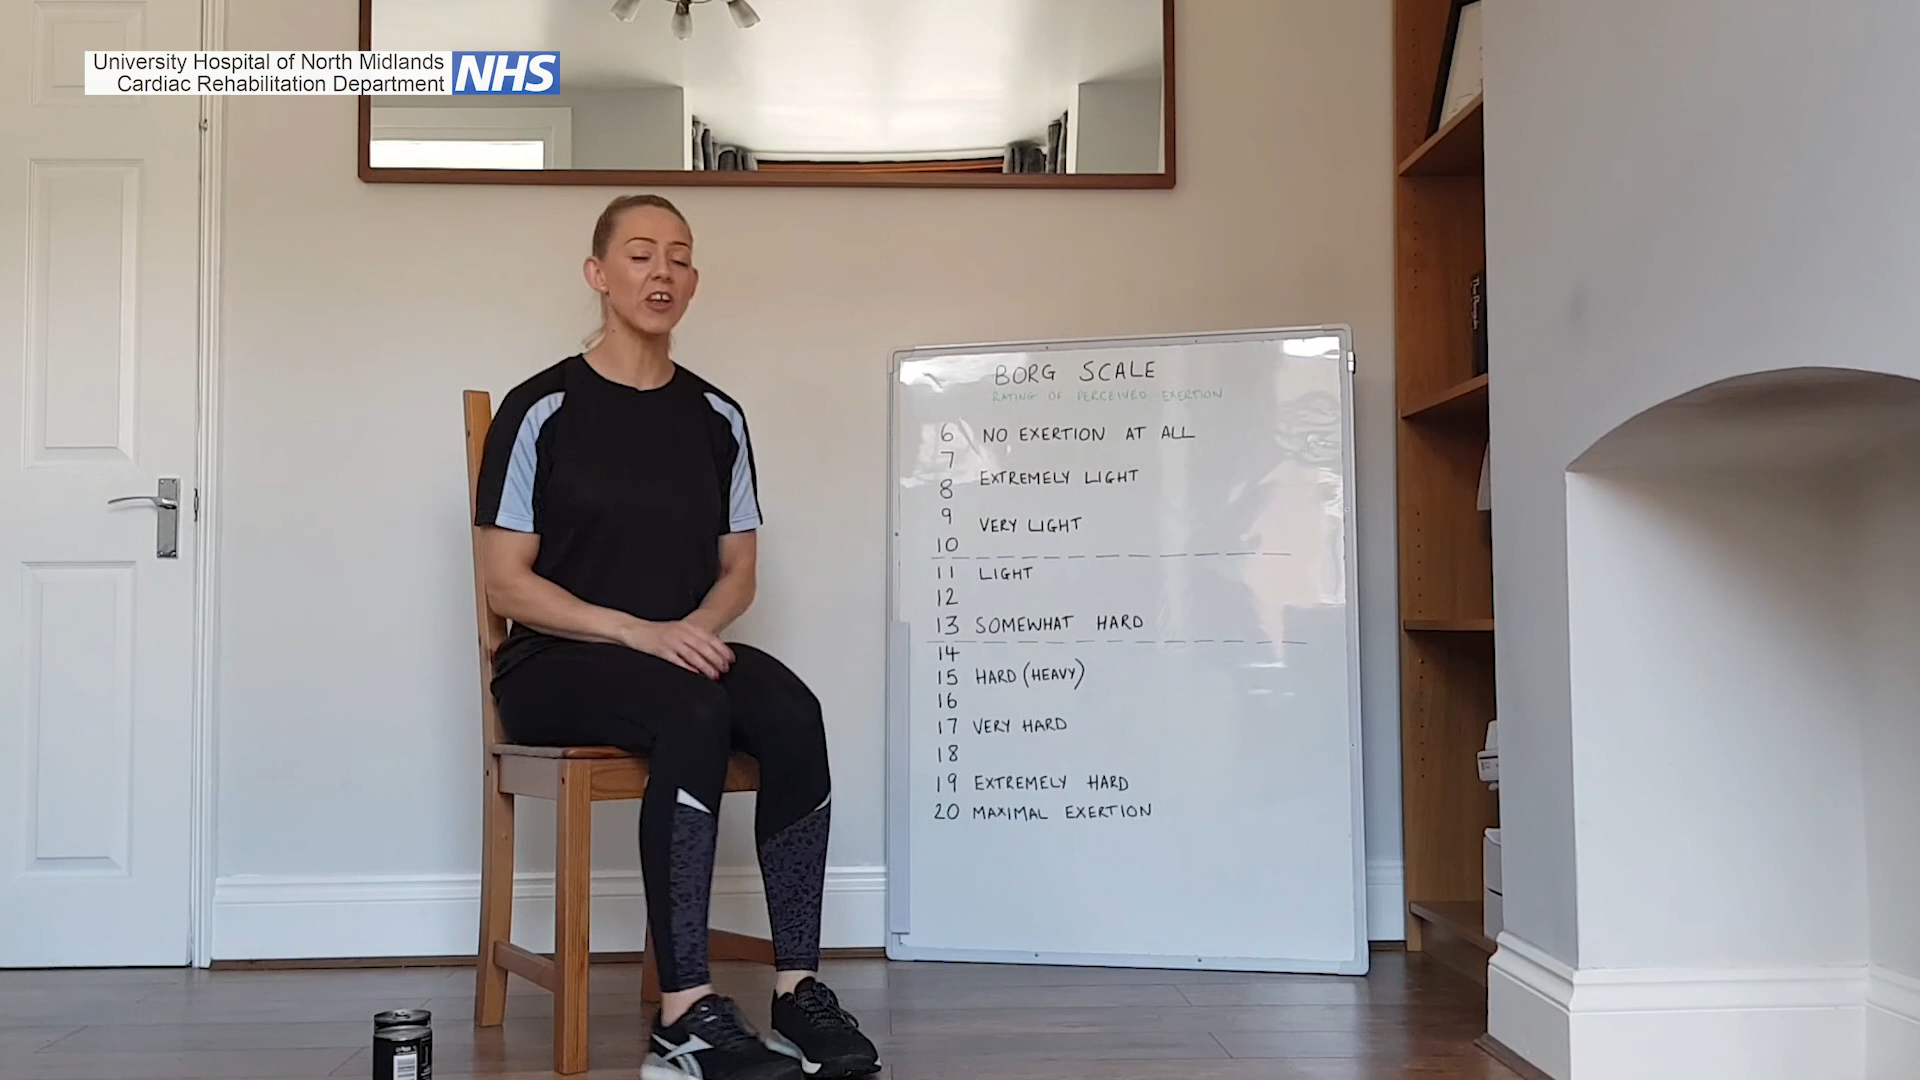 University Hospital of North Midlands
Cardiac Rehabilitation Department
NHS
BORG SCALE
RATING OF PERCEIVED EXERTION
6 NO EXERTION AT ALL
7
EXTREMELY LIGHT
8
9
VERY LIGHT
10
11 LIGHT
12
13 SOMEWHAT HARD
14
15 HARD (HEAVY)
16
17 VERY HARD
18
19 EXTREMELY HARD
20 MAXIMAL EXERTION